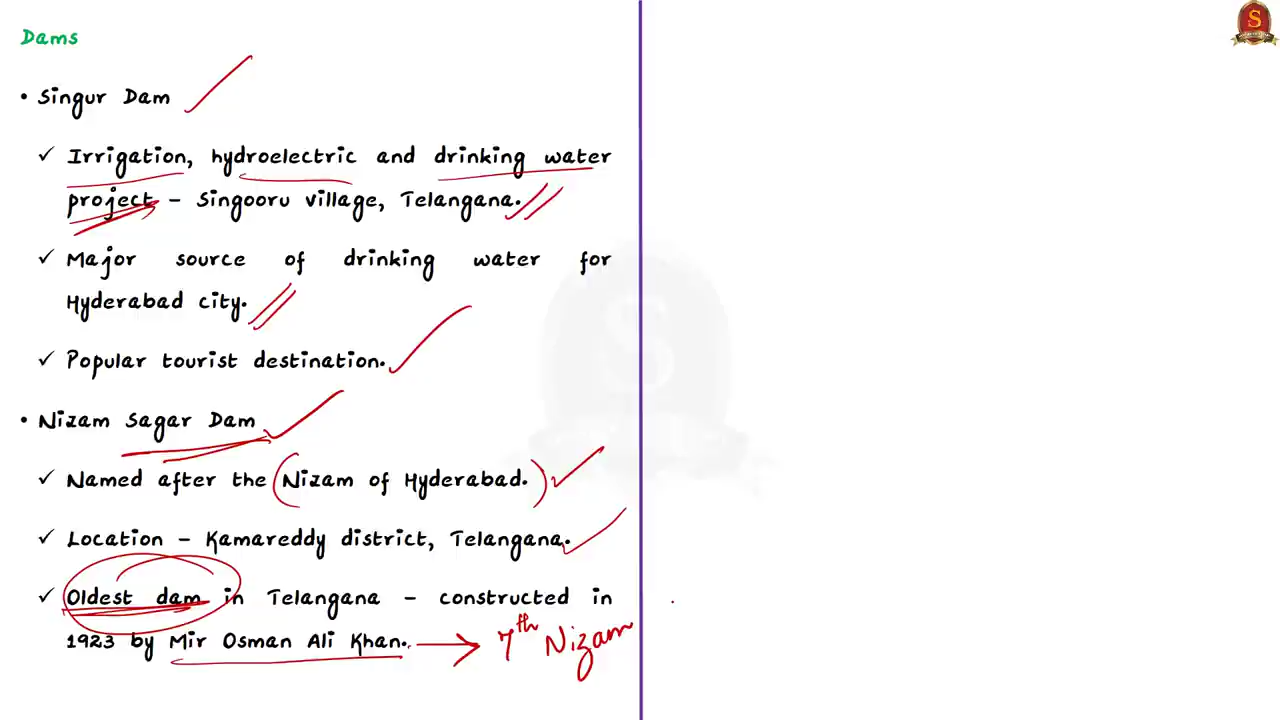 Dams
• Singur Dam
✓ Irrigation, hydroelectric and drinking water
project – Singooru village, Telangana.
✓ Major source of drinking water for
Hyderabad city.
✓ Popular tourist destination.
• Nizam Sagar Dam
✓ Named after the Nizam of Hyderabad.
✓ Location – Kamareddy district, Telangana.
✓ Oldest dam in Telangana – constructed in
1923 by Mir Osman Ali Khan. → 7th Nizam
S
S